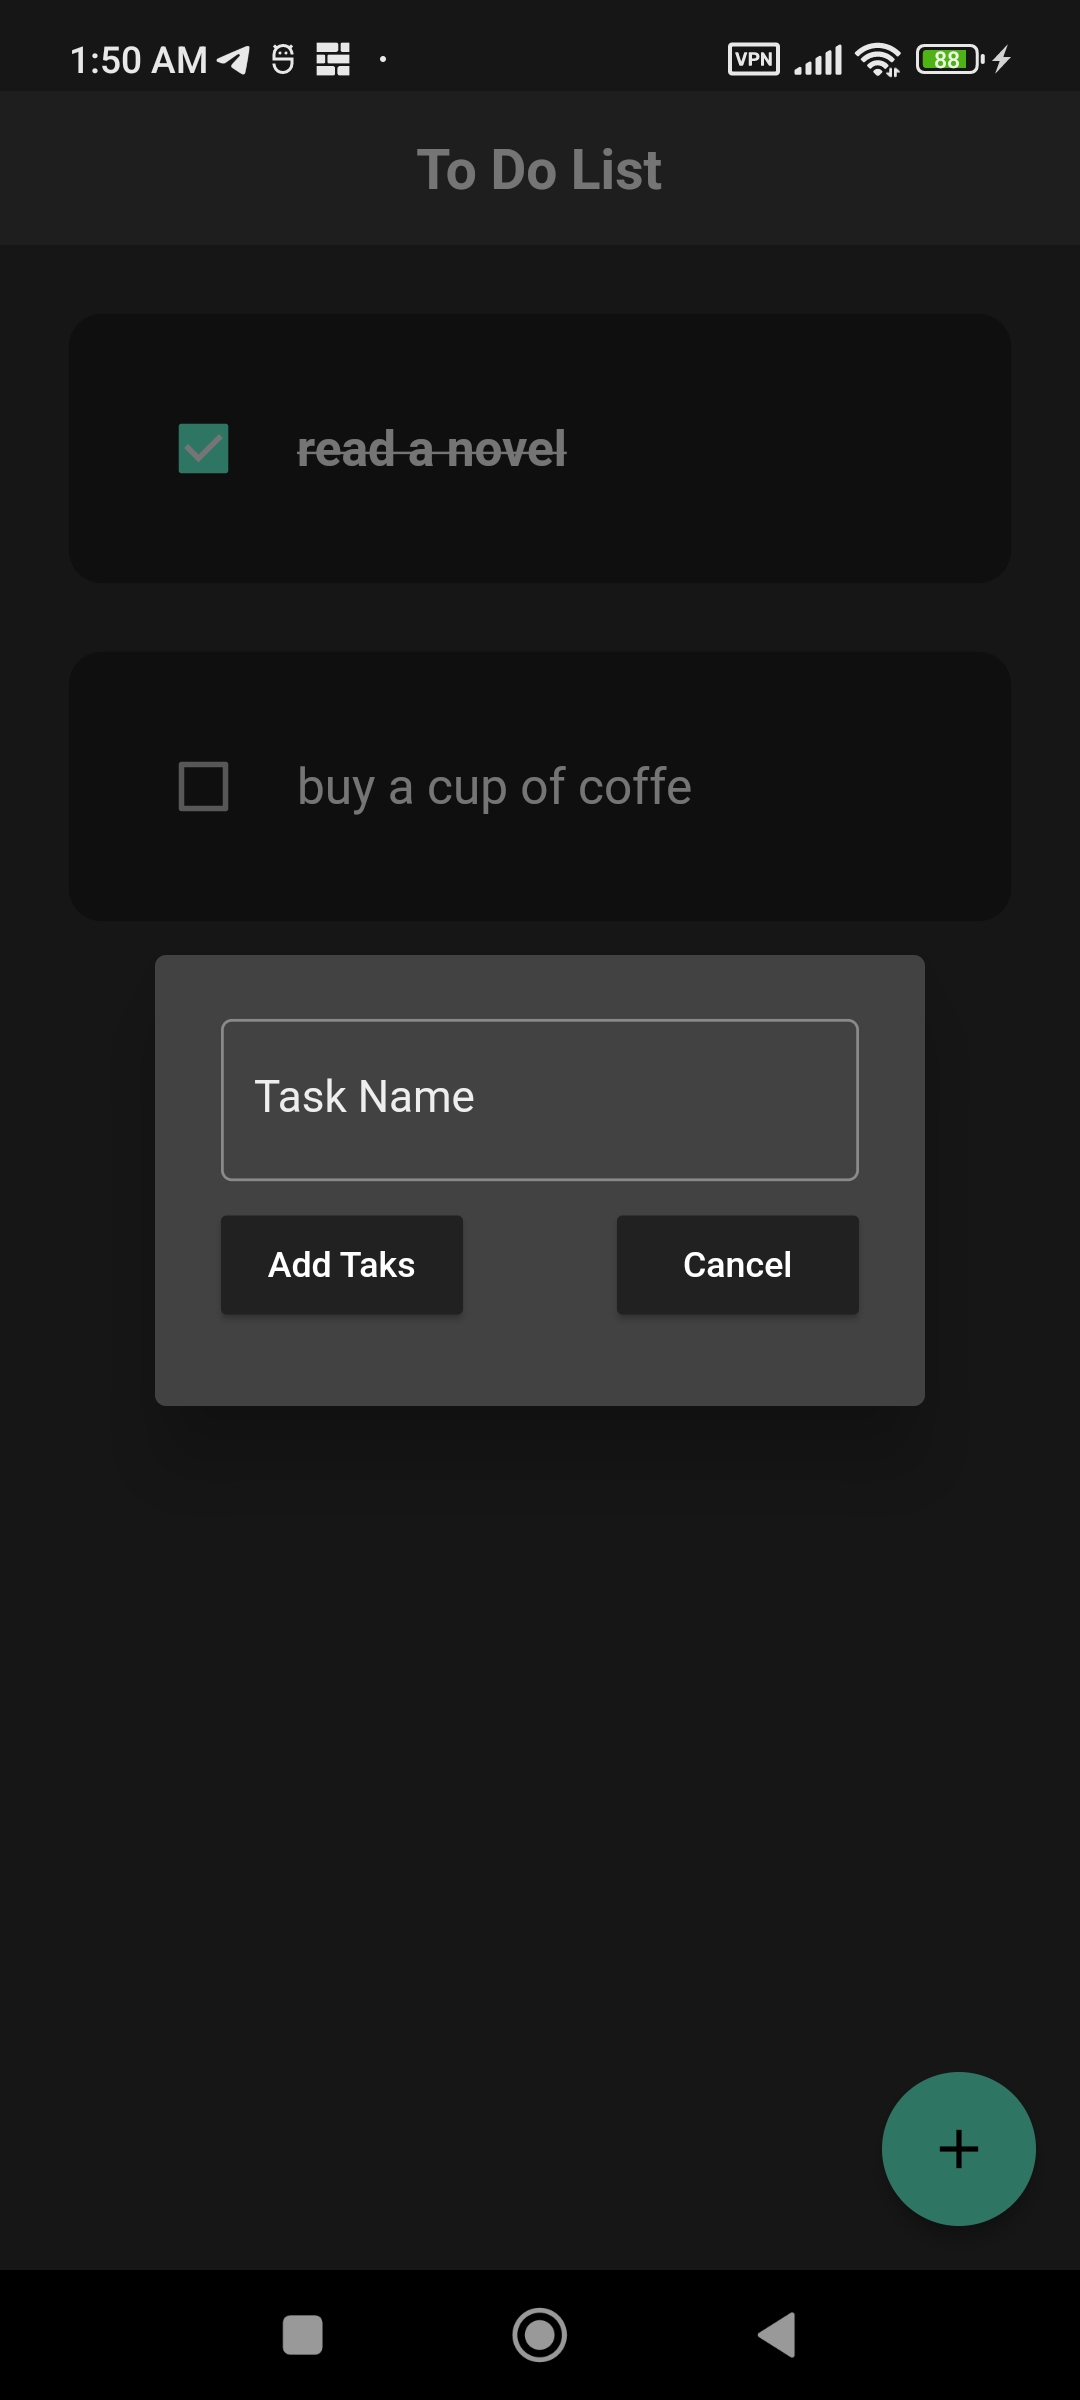 1:50 AM
VPN
88
To Do List
read a novel
buy a cup of coffe
Task Name
Add Taks
Cancel